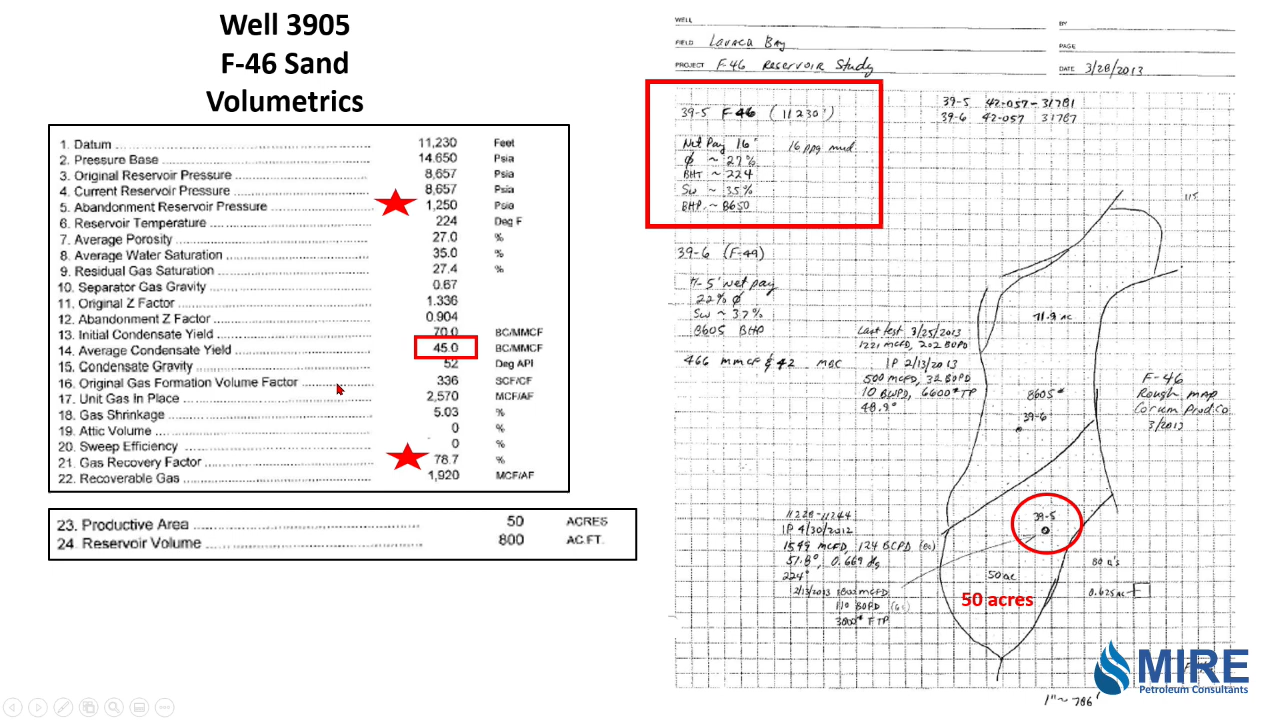 Well 3905
F-46 Sand
Volumetrics
1. Datum 11,230 Feet
2. Pressure Base 14.650 Psia
3. Original Reservoir Pressure 8,657 Psia
4. Current Reservoir Pressure 8,657 Psia
5. Abandonment Reservoir Pressure 1,250 Psia
6. Reservoir Temperature 224 Deg F
7. Average Porosity 27.0 %
8. Average Water Saturation 35.0 %
9. Residual Gas Saturation 27.4 %
10. Separator Gas Gravity 0.67
11. Original Z Factor 1.336
12. Abandonment Z Factor 0.904
13. Initial Condensate Yield 70.0 BC/MMCF
14. Average Condensate Yield 45.0 BC/MMCF
15. Condensate Gravity 52 Deg API
16. Original Gas Formation Volume Factor 336 SCF/CF
17. Unit Gas In Place 2,570 MCF/AF
18. Gas Shrinkage 5.03 %
19. Attic Volume 0 %
20. Sweep Efficiency 0 %
21. Gas Recovery Factor 78.7 %
22. Recoverable Gas 1,920 MCF/AF
23. Productive Area 50 ACRES
24. Reservoir Volume 800 AC.FT.
WELL BY
FIELD Lavaca Bay PAGE
PROJECT F-46 Reservoir Study DATE 3/28/2013
39-5 42-057-31781
39-6 42-057 31787
39-5 F-46 (11230')
Net Pay 16' 16 ppg mud
Ø ~ 27%
BHT ~ 224
Sw ~ 35%
BHP ~ 8650
115
39-6 (F-49)
5' net pay
22% Ø
Sw ~ 37%
8605 BHP
466 MMCF & 42 MBC
71.9 ac
Last test 3/25/2013
1221 MCFD, 202 BOPD
IP 2/13/2013
500 MCFD, 32 BOPD
10 BWPD, 6600# TP
48.9°
8605#
39-6
F-46
Rough map
Corum Prod. Co
3/2013
11228-11244
IP 4/30/2012
1549 MCFD, 124 BCPD
51.8°, 0.669
224°
2/13/2013 1802 MCFD
110 BOPD
3000# FTP
39-5
50 ac
50 acres
80 □'s
0.625 ac
MIRE
Petroleum Consultants
1" ~ 786'